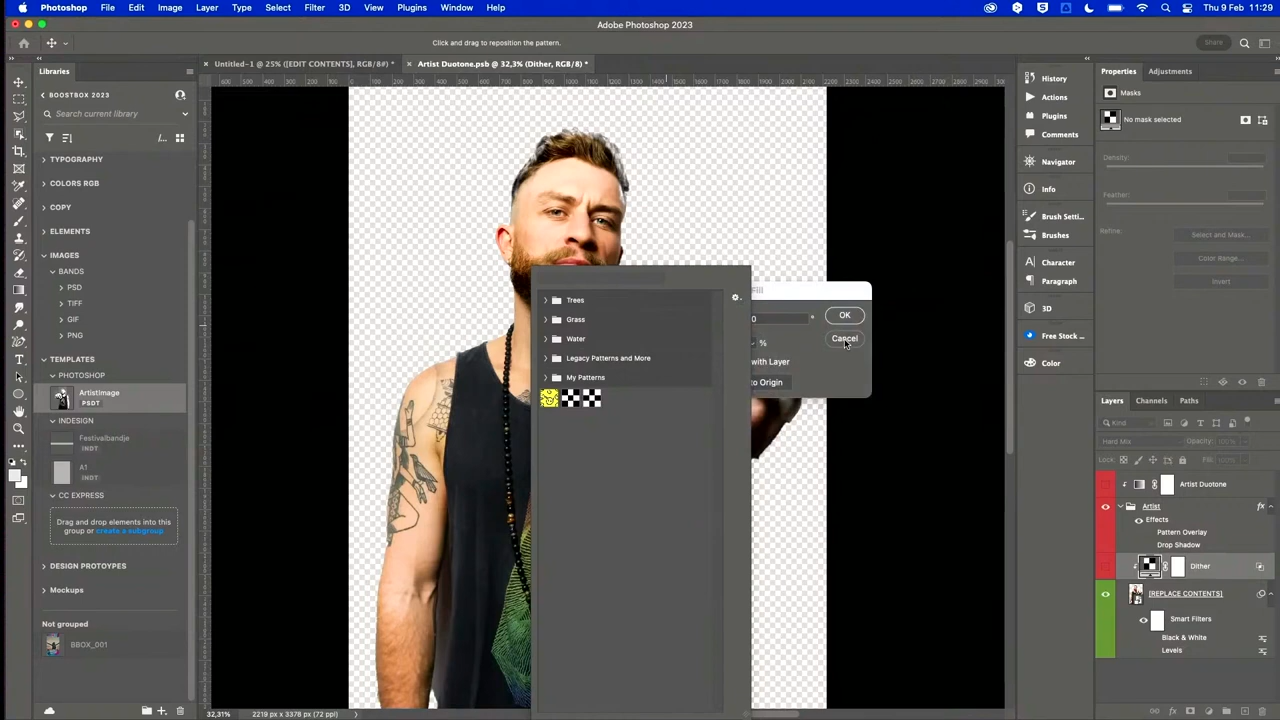 Photoshop File Edit Image Layer Type Select Filter 3D View Plugins Window Help Thu 9 Feb 11:29
Adobe Photoshop 2023
Click and drag to reposition the pattern.
Share
Libraries
Untitled-1 @ 25% ([EDIT CONTENTS], RGB/8#) *
Artist Duotone.psb @ 32,3% (Dither, RGB/8) *
BOOSTBOX 2023
Search current library
TYPOGRAPHY
COLORS RGB
COPY
ELEMENTS
IMAGES
BANDS
PSD
TIFF
GIF
PNG
TEMPLATES
PHOTOSHOP
ArtistImage
PSDT
INDESIGN
Festivalbandje
INDT
A1
INDT
CC EXPRESS
Drag and drop elements into this
group or create a subgroup.
DESIGN PROTOYPES
Mockups
Not grouped
BBOX_001
Trees
Grass
Water
Legacy Patterns and More
My Patterns
Fill
0 °
OK
%
Cancel
with Layer
to Origin
32,31% 2219 px x 3378 px (72 ppi)
History
Actions
Plugins
Comments
Navigator
Info
Brush Setti...
Brushes
Character
Paragraph
3D
Free Stock ...
Color
Properties Adjustments
Masks
No mask selected
Density:
Feather:
Refine:
Select and Mask...
Color Range...
Invert
Layers Channels Paths
Kind
Hard Mix Opacity: 100%
Lock: Fill: 100%
Artist Duotone
Artist fx
Effects
Pattern Overlay
Drop Shadow
Dither
[REPLACE CONTENTS]
Smart Filters
Black & White
Levels